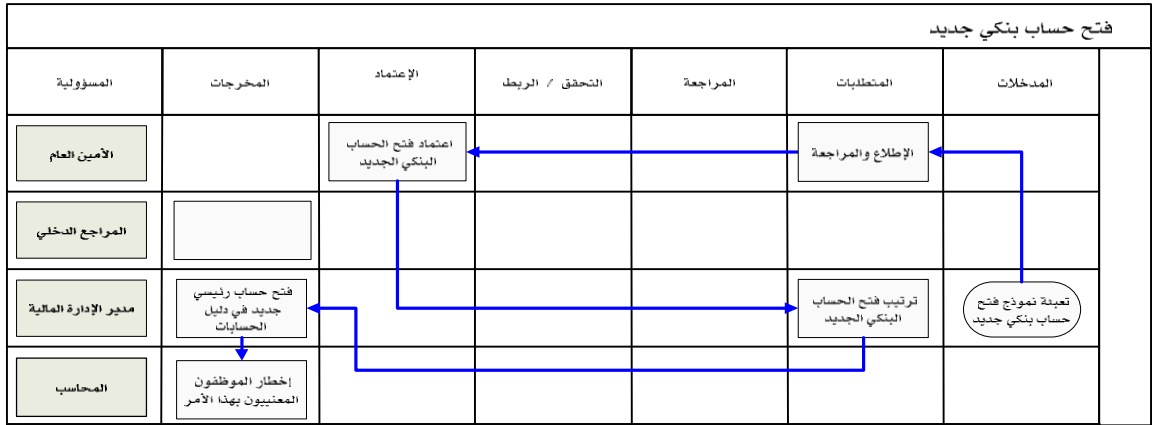 فتح حساب بنكي جديد
المدخلات
المتطلبات
المراجعة
التحقق / الربط
الإعتماد
المخرجات
المسؤولية
الإطلاع والمراجعة
اعتماد فتح الحساب
البنكي الجديد
الأمين العام
المراجع الدخلي
تعبئة نموذج فتح
حساب بنكي جديد
ترتيب فتح الحساب
البنكي الجديد
فتح حساب رئيسي
جديد في دليل
الحسابات
مدير الإدارة المالية
إخطار الموظفون
المعنييون بهذا الأمر
المحاسب